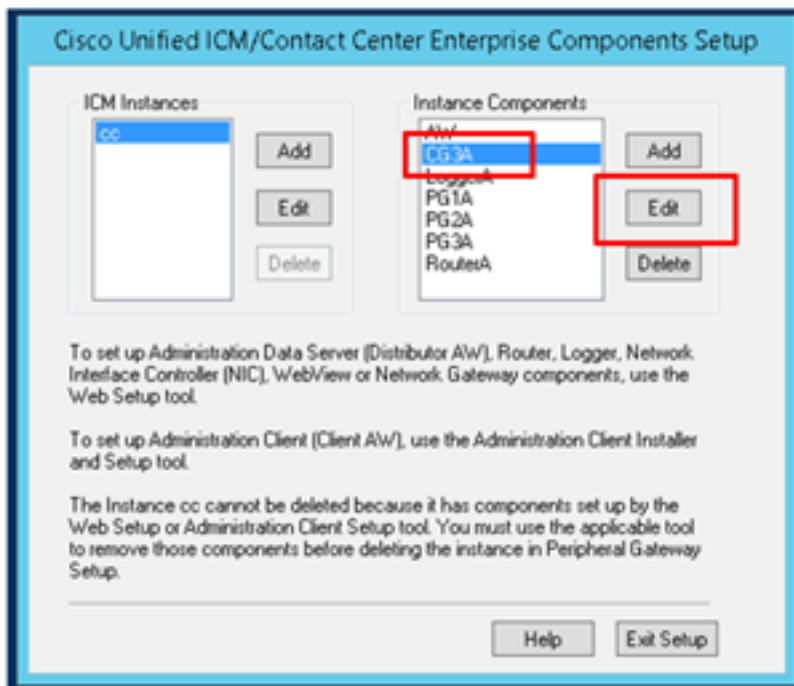 Cisco Unified ICM/Contact Center Enterprise Components Setup
ICM Instances
cc
Add
Edit
Delete
Instance Components
AW
CG3A
LoggerA
PG1A
PG2A
PG3A
RouterA
Add
Edit
Delete
To set up Administration Data Server (Distributor AW), Router, Logger, Network
Interface Controller (NIC), WebView or Network Gateway components, use the
Web Setup tool.
To set up Administration Client (Client AW), use the Administration Client Installer
and Setup tool.
The Instance cc cannot be deleted because it has components set up by the
Web Setup or Administration Client Setup tool. You must use the applicable tool
to remove those components before deleting the instance in Peripheral Gateway
Setup.
Help
Exit Setup